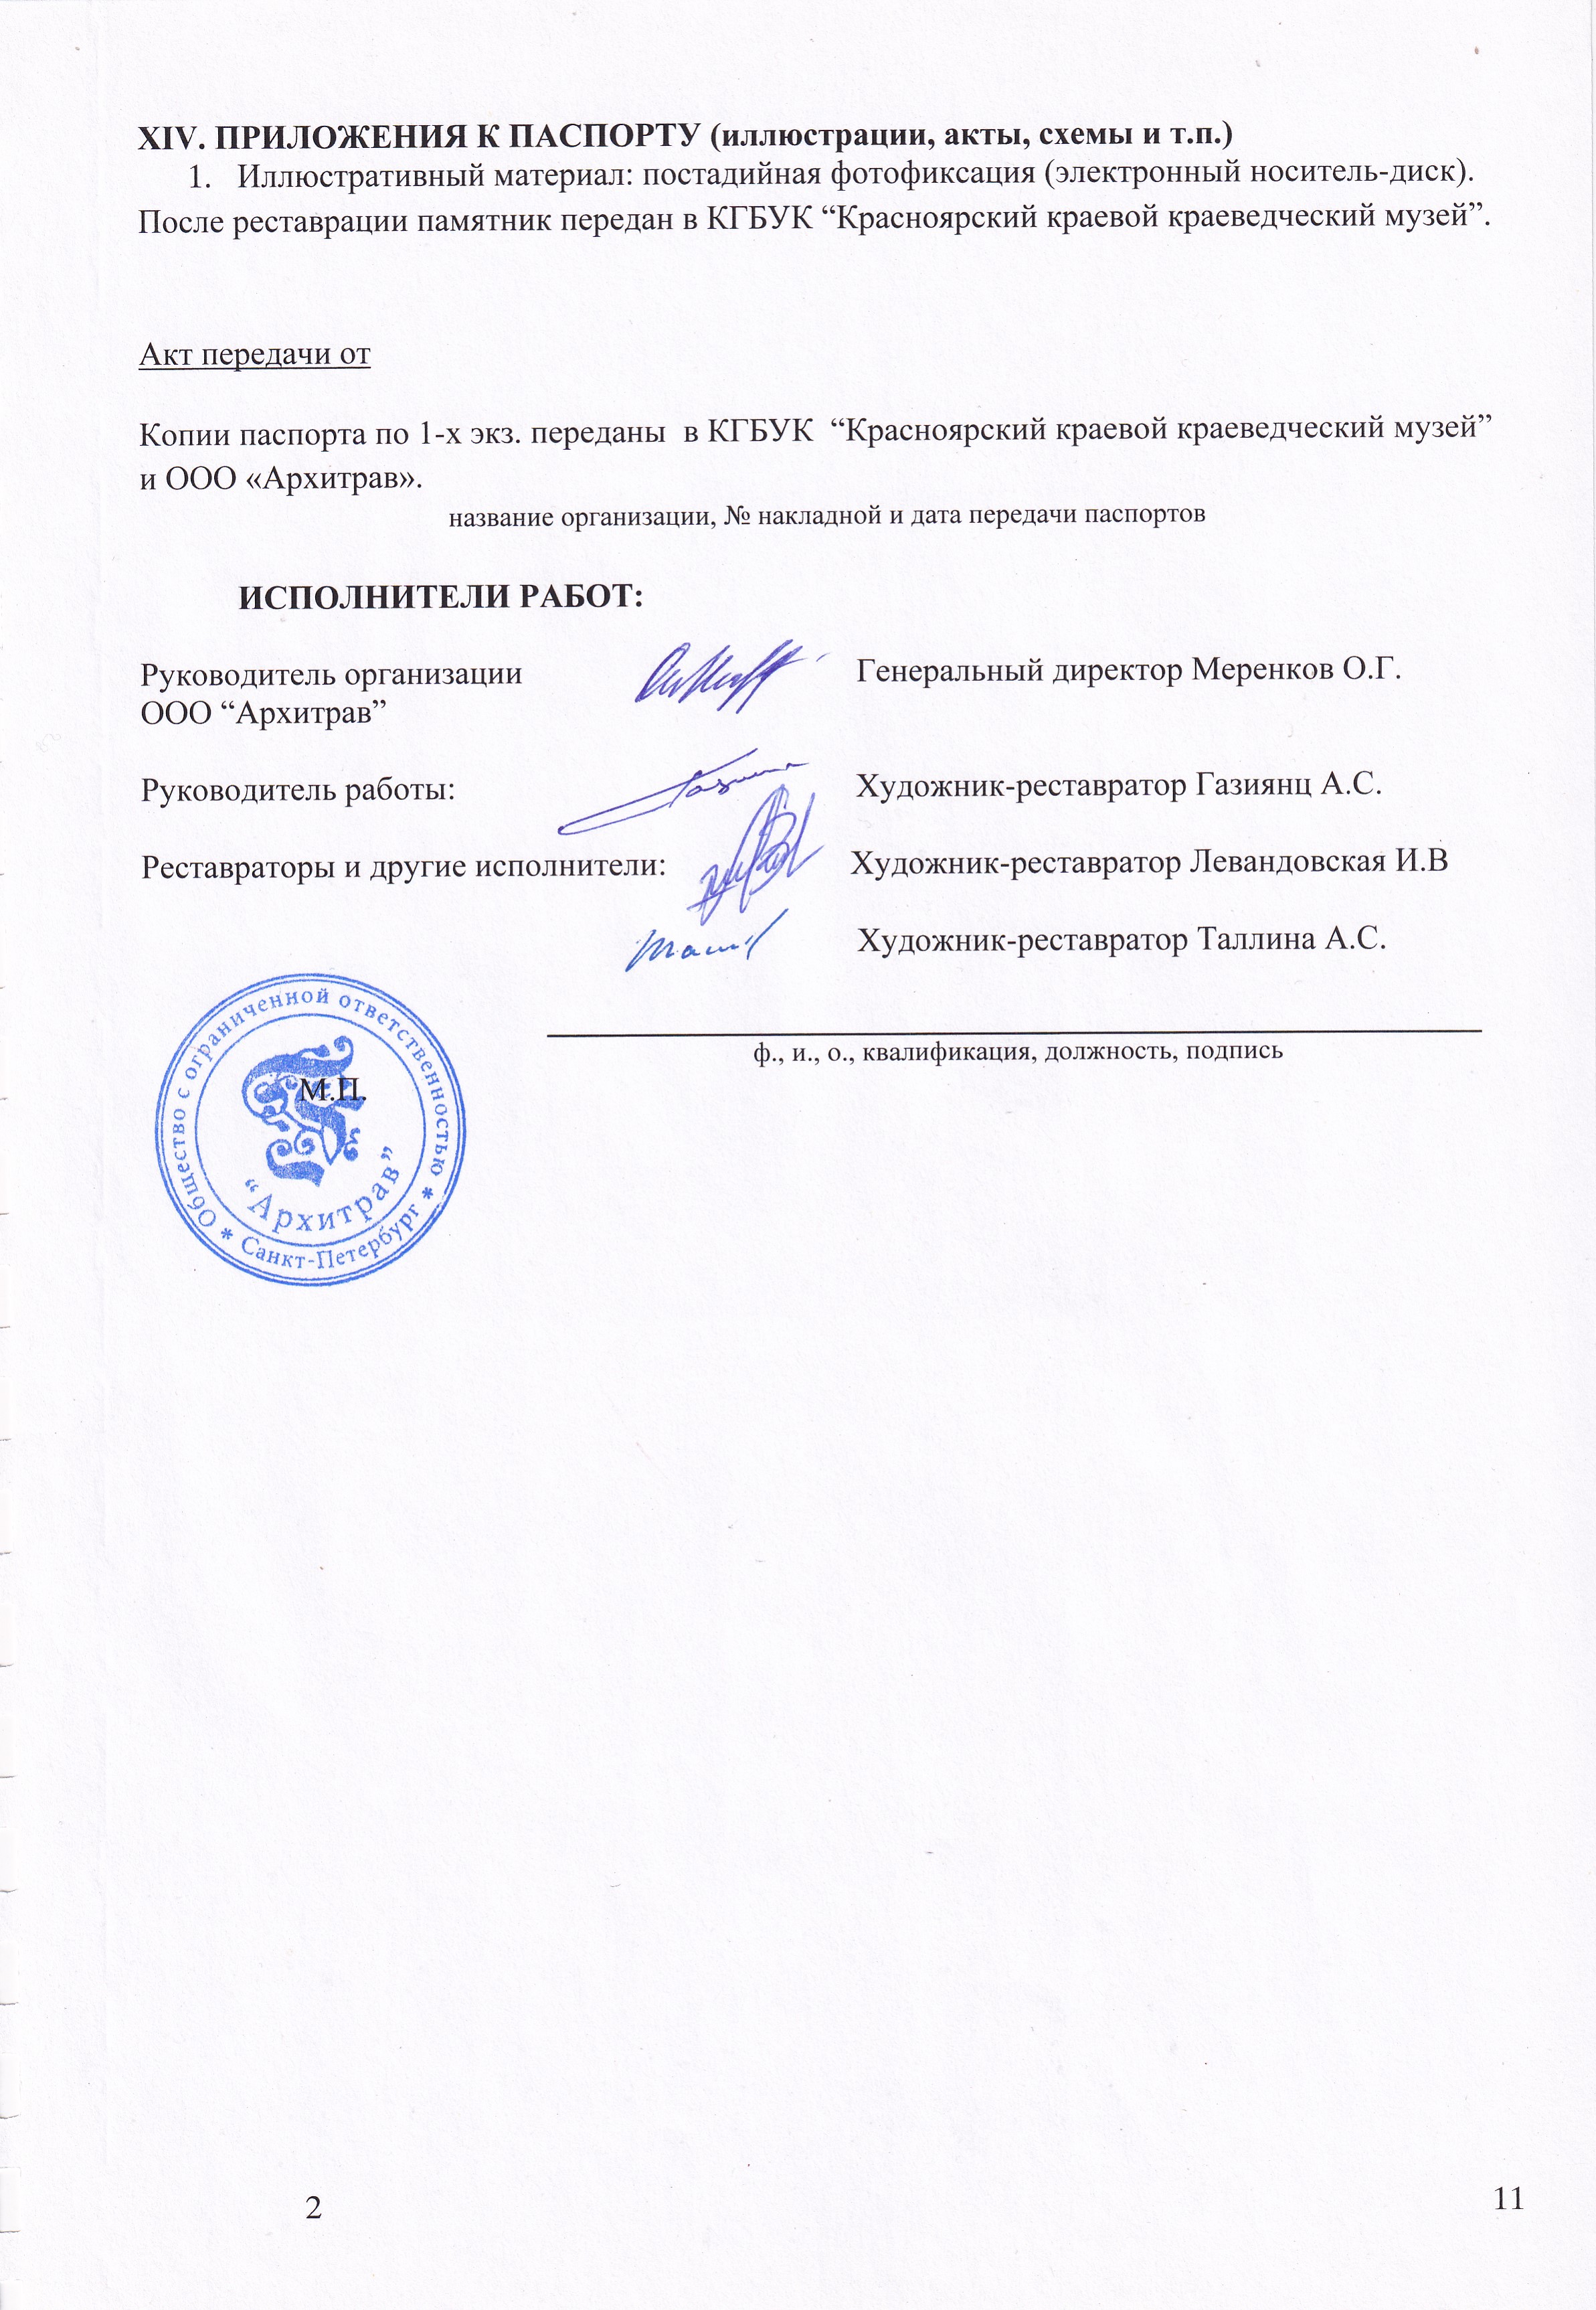 XIV. ПРИЛОЖЕНИЯ К ПАСПОРТУ (иллюстрации, акты, схемы и т.п.)
1. Иллюстративный материал: постадийная фотофиксация (электронный носитель-диск).
После реставрации памятник передан в КГБУК “Красноярский краевой краеведческий музей”.
Акт передачи от
Копии паспорта по 1-х экз. переданы в КГБУК “Красноярский краевой краеведческий музей”
и ООО «Архитрав».
название организации, № накладной и дата передачи паспортов
ИСПОЛНИТЕЛИ РАБОТ:
Руководитель организации Генеральный директор Меренков О.Г.
ООО “Архитрав”
Руководитель работы: Художник-реставратор Газиянц А.С.
Реставраторы и другие исполнители: Художник-реставратор Левандовская И.В
Художник-реставратор Таллина А.С.
ф., и., о., квалификация, должность, подпись
М.П.
Общество с ограниченной ответственностью * Санкт-Петербург *
“Архитрав”
2 11